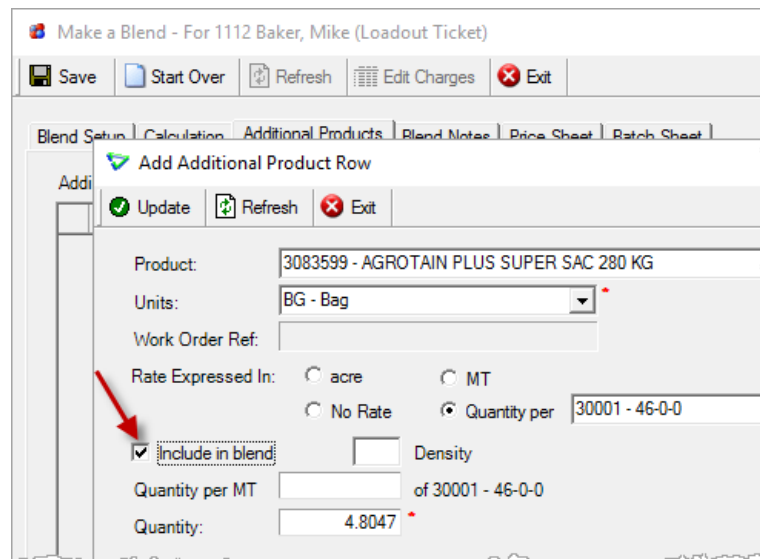 Make a Blend - For 1112 Baker, Mike (Loadout Ticket)
Save Start Over Refresh Edit Charges Exit
Blend Setup Calculation Additional Products Blend Notes Price Sheet Batch Sheet
Addi
Add Additional Product Row
Update Refresh Exit
Product: 3083599 - AGROTAIN PLUS SUPER SAC 280 KG
Units: BG - Bag *
Work Order Ref:
Rate Expressed In: acre MT
No Rate Quantity per 30001 - 46-0-0
Include in blend Density
Quantity per MT of 30001 - 46-0-0
Quantity: 4.8047 *